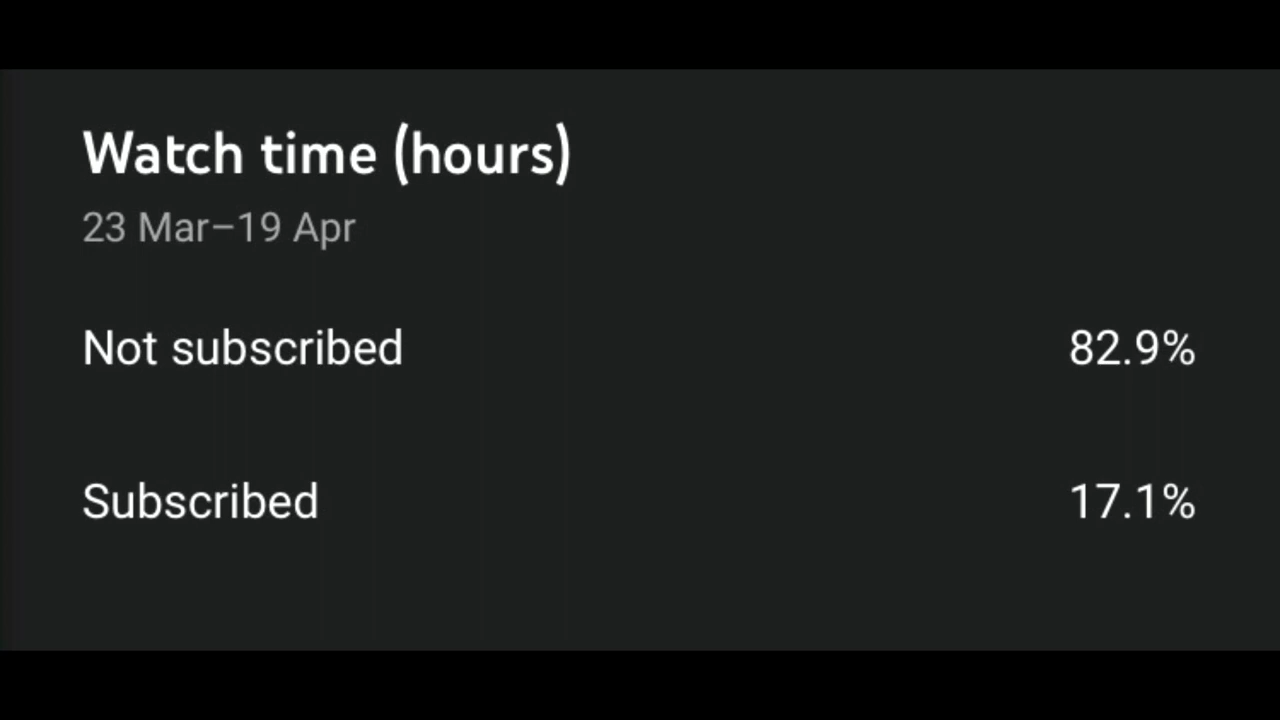 Watch time (hours)
23 Mar–19 Apr
Not subscribed 82.9%
Subscribed 17.1%